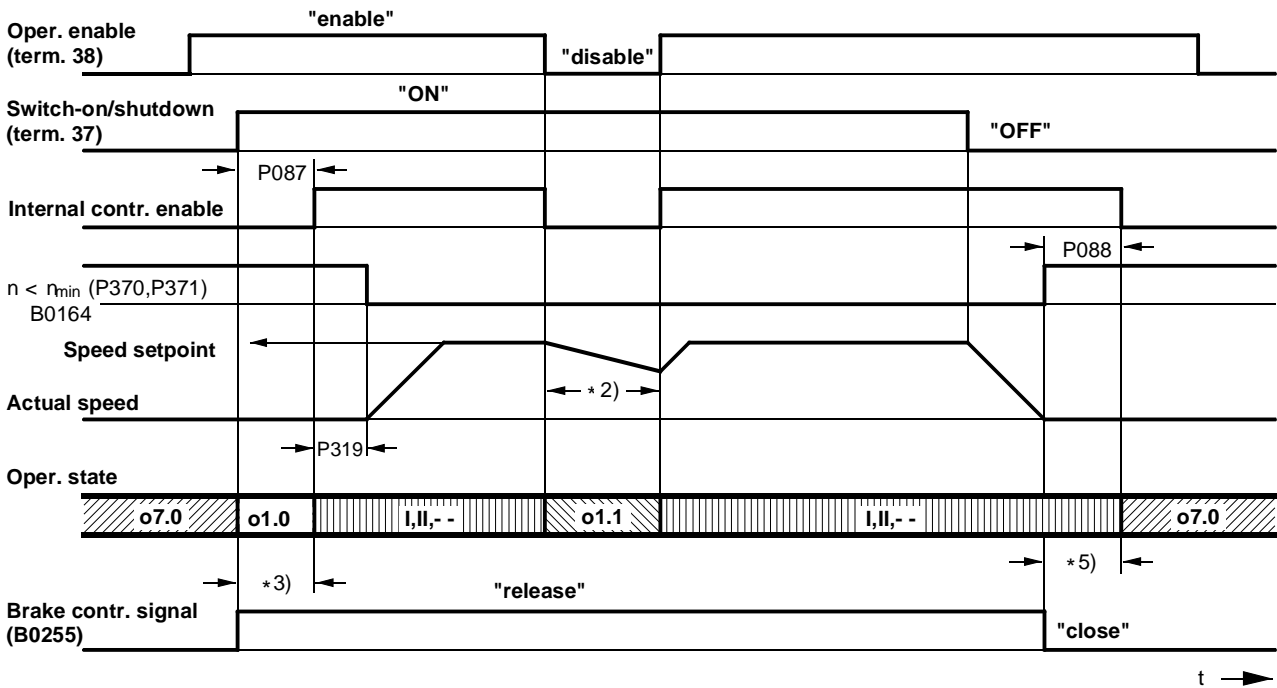 "enable"
Oper. enable
(term. 38)
"disable"
"ON"
Switch-on/shutdown
(term. 37)
"OFF"
P087
Internal contr. enable
P088
n < nmin (P370,P371)
B0164
Speed setpoint
* 2)
Actual speed
P319
Oper. state
o7.0 o1.0 I,II,- - o1.1 I,II,- - o7.0
*3) *5)
"release"
Brake contr. signal
(B0255)
"close"
t